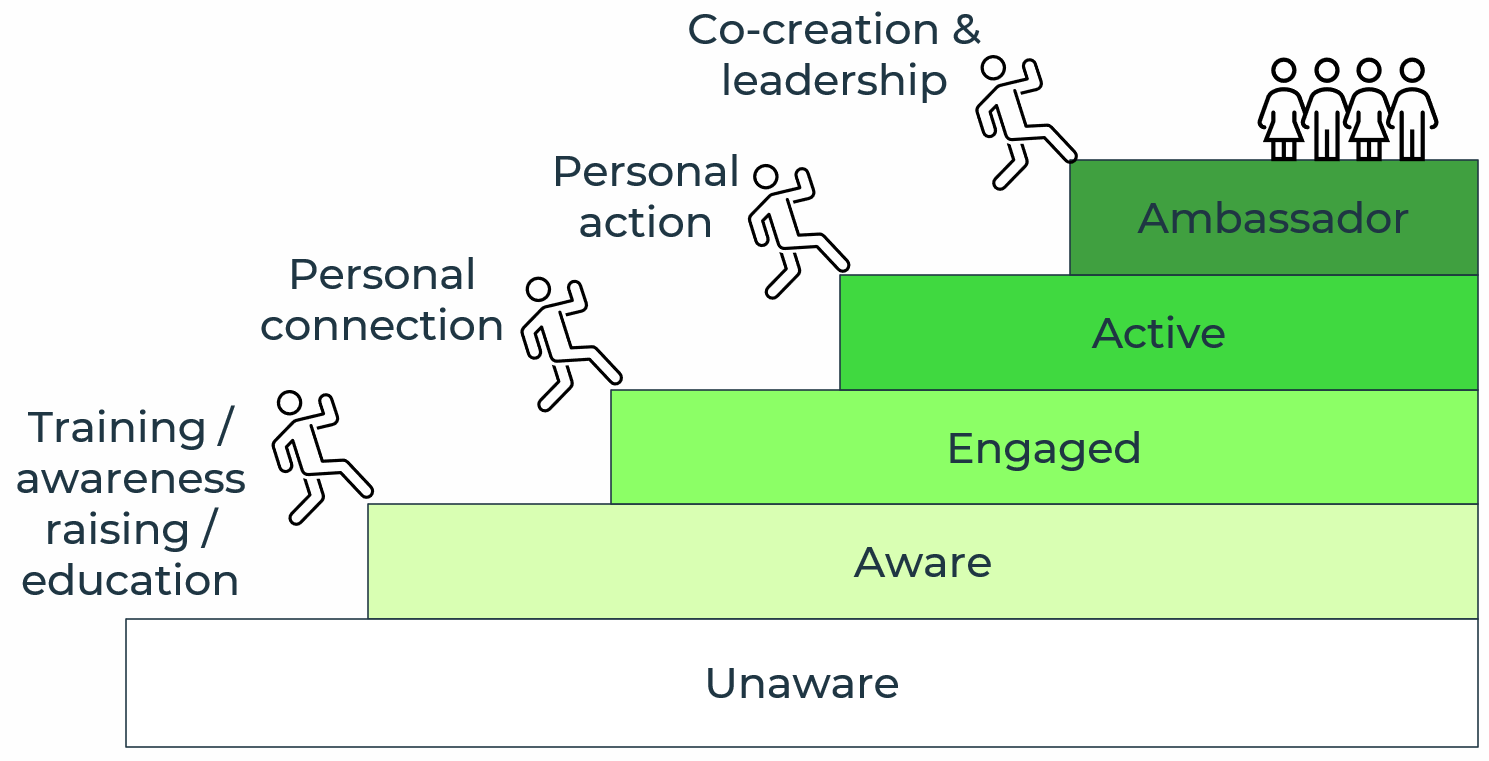 Co-creation &
leadership
Personal
action
Ambassador
Personal
connection
Active
Training /
awareness
raising /
education
Engaged
Aware
Unaware